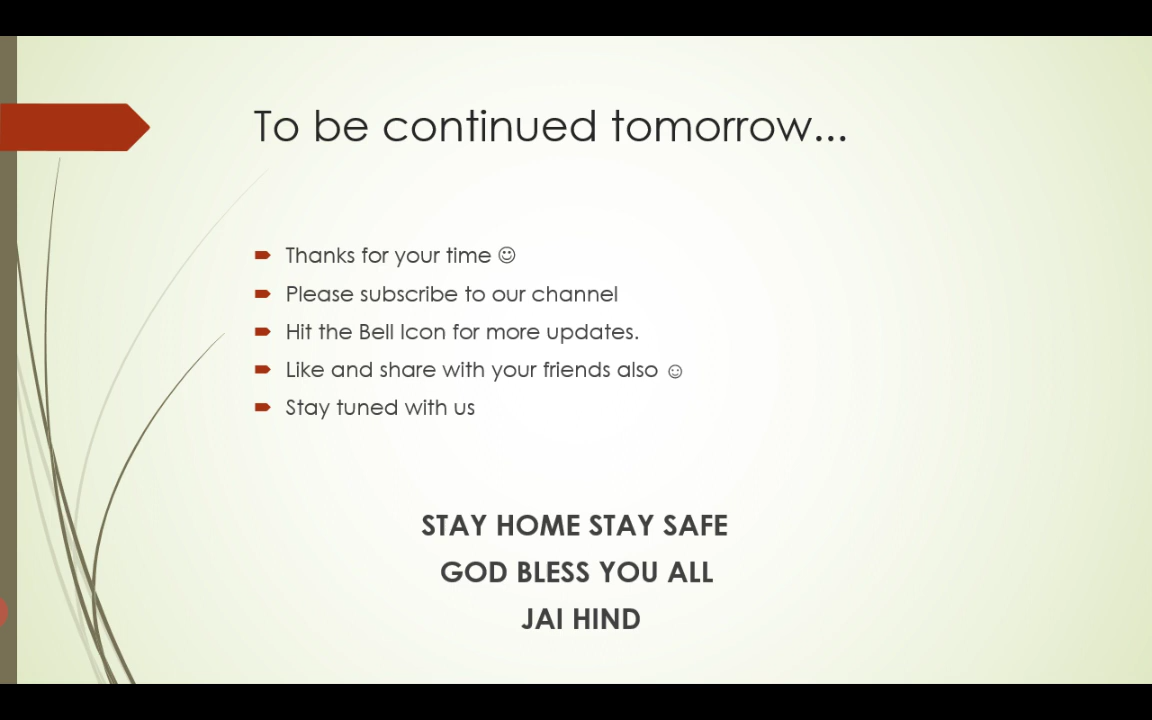 To be continued tomorrow...
Thanks for your time ☺
Please subscribe to our channel
Hit the Bell Icon for more updates.
Like and share with your friends also ☺
Stay tuned with us
STAY HOME STAY SAFE
GOD BLESS YOU ALL
JAI HIND